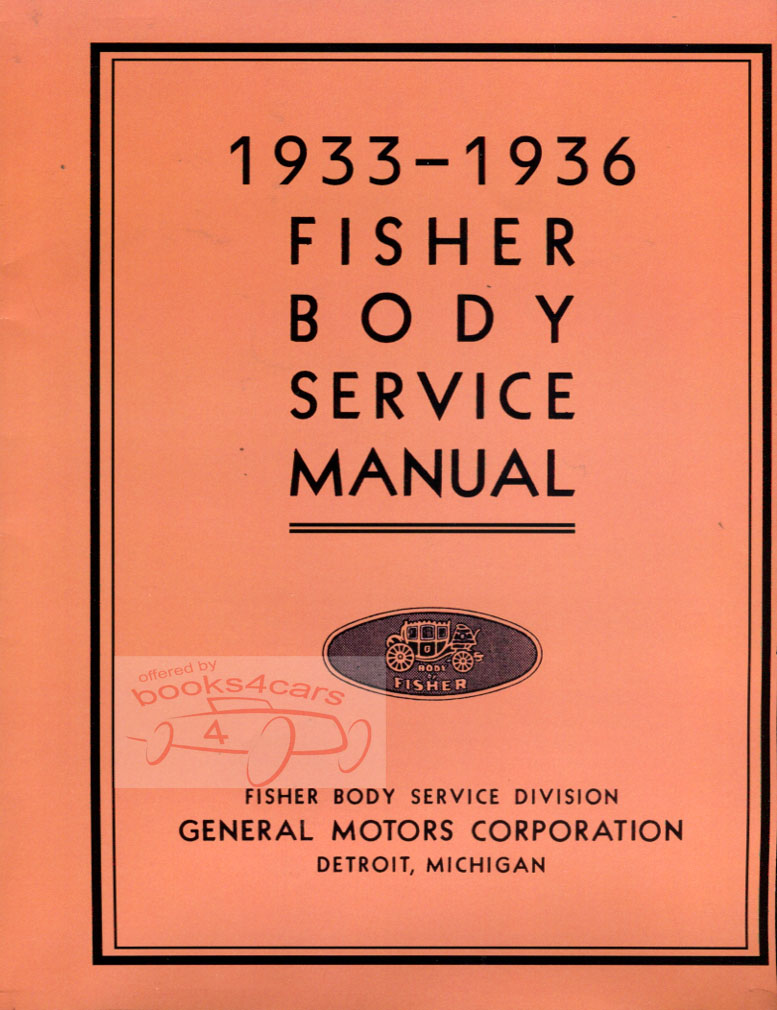 1933-1936
FISHER
BODY
SERVICE
MANUAL
BODY
BY
FISHER
offered by
books4cars
4
FISHER BODY SERVICE DIVISION
GENERAL MOTORS CORPORATION
DETROIT, MICHIGAN